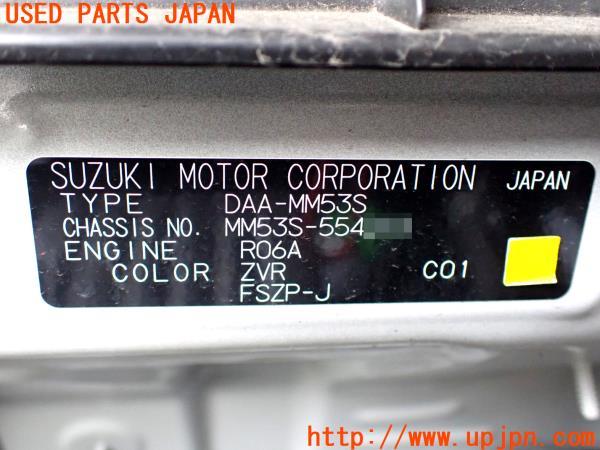 USED PARTS JAPAN
SUZUKI MOTOR CORPORATION JAPAN
TYPE DAA-MM53S
CHASSIS NO. MM53S-554
ENGINE R06A
COLOR ZVR C01
FSZP-J
http://www.upjpn.com/